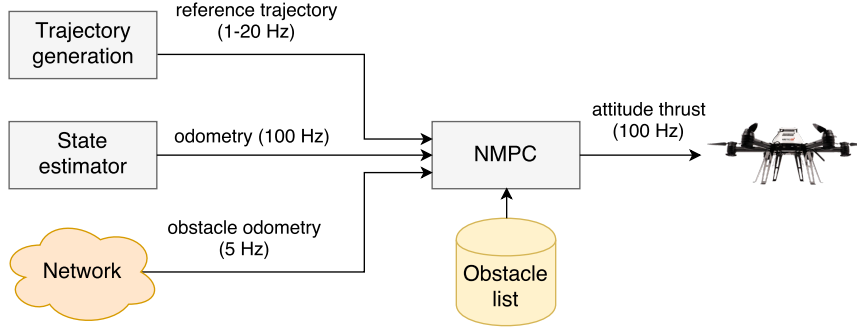 reference trajectory
(1-20 Hz)
Trajectory
generation
State
estimator
odometry (100 Hz)
NMPC
attitude thrust
(100 Hz)
obstacle odometry
(5 Hz)
Network
Obstacle
list